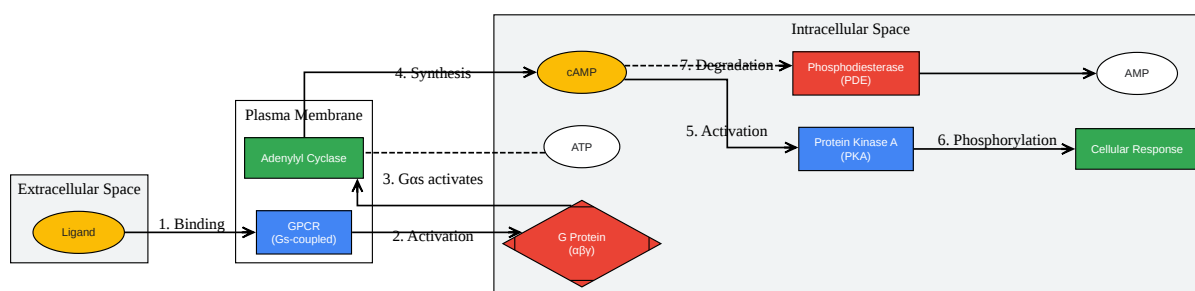 Intracellular Space
4. Synthesis
cAMP
7. Degradation
Phosphodiesterase
(PDE)
AMP
Plasma Membrane
Adenylyl Cyclase
ATP
5. Activation
Protein Kinase A
(PKA)
6. Phosphorylation
Cellular Response
3. Gαs activates
Extracellular Space
Ligand
1. Binding
GPCR
(Gs-coupled)
2. Activation
G Protein
(αβγ)